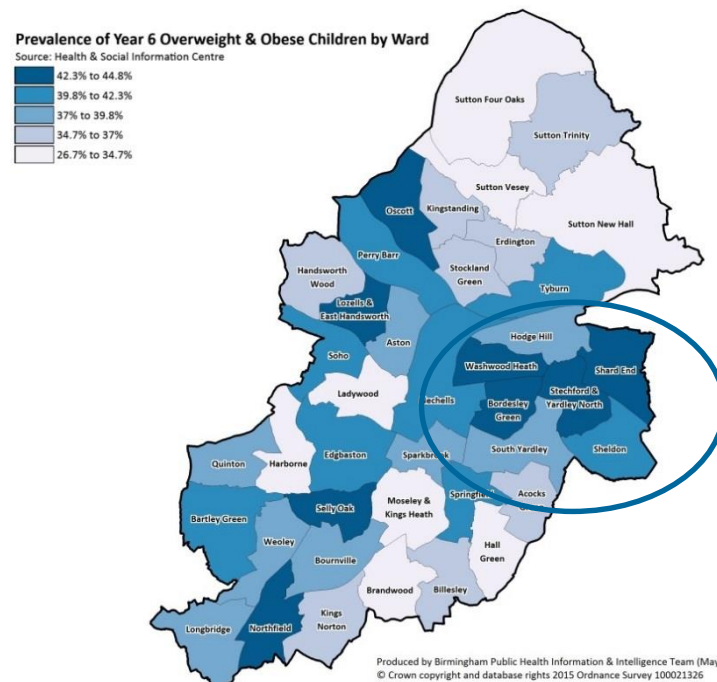 Prevalence of Year 6 Overweight & Obese Children by Ward
Source: Health & Social Information Centre
42.3% to 44.8%
39.8% to 42.3%
37% to 39.8%
34.7% to 37%
26.7% to 34.7%
Sutton Four Oaks
Sutton Trinity
Sutton Vesey
Sutton New Hall
Oscott
Kingstanding
Erdington
Perry Barr
Stockland
Green
Tyburn
Handsworth
Wood
Lozells &
East Handsworth
Aston
Hodge Hill
Soho
Washwood Heath
Shard End
Ladywood
Stechford &
Yardley North
Bordesley
Green
Nechells
Edgbaston
Sparkbrook
South Yardley
Sheldon
Quinton
Harborne
Acocks
Springfield
Moseley &
Kings Heath
Selly Oak
Bartley Green
Weoley
Hall
Green
Bournville
Brandwood
Billesley
Kings
Norton
Longbridge
Northfield
Produced by Birmingham Public Health Information & Intelligence Team (May
© Crown copyright and database rights 2015 Ordnance Survey 100021326